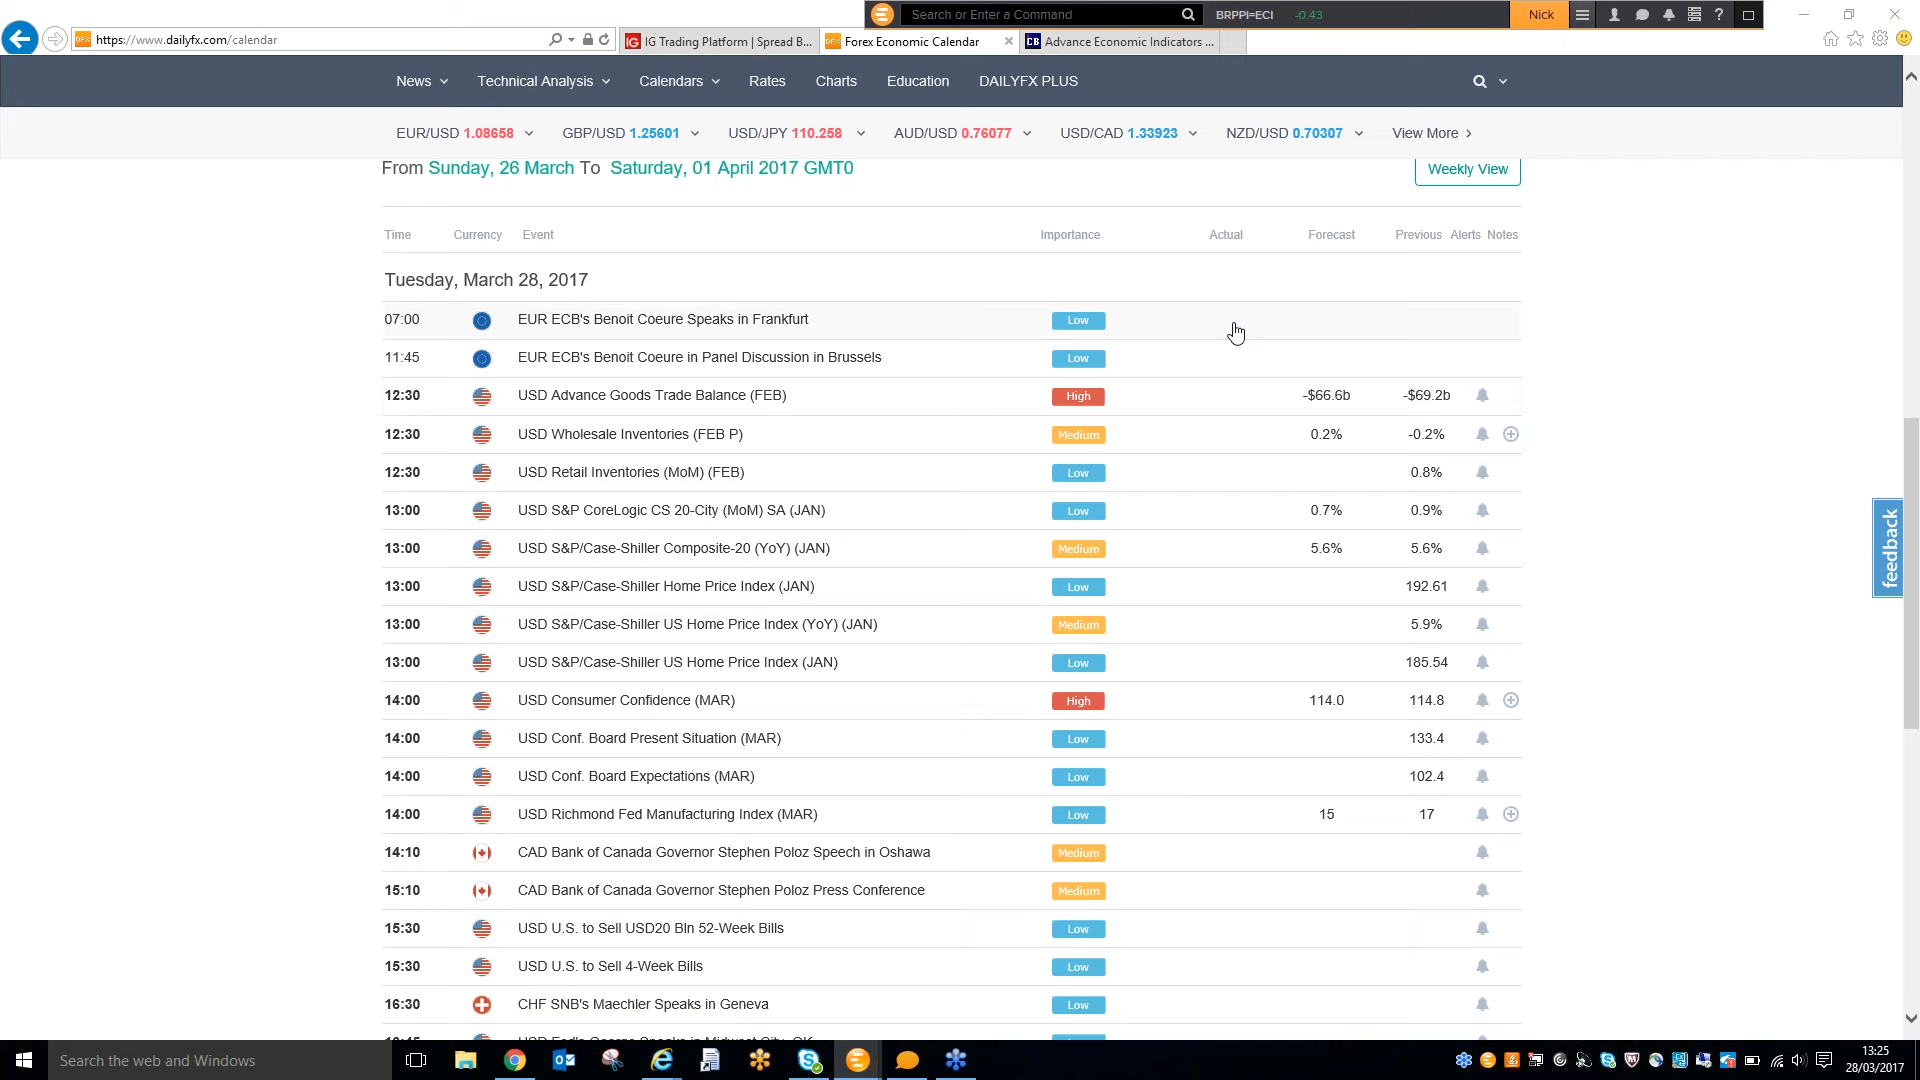 Search or Enter a Command BRPPI=ECI -0.43 Nick ?
https://www.dailyfx.com/calendar IG Trading Platform | Spread B... Forex Economic Calendar Advance Economic Indicators ...
News Technical Analysis Calendars Rates Charts Education DAILYFX PLUS
EUR/USD 1.08658 GBP/USD 1.25601 USD/JPY 110.258 AUD/USD 0.76077 USD/CAD 1.33923 NZD/USD 0.70307 View More
From Sunday, 26 March To Saturday, 01 April 2017 GMT0 Weekly View
Time Currency Event Importance Actual Forecast Previous Alerts Notes
Tuesday, March 28, 2017
07:00 EUR ECB's Benoit Coeure Speaks in Frankfurt Low
11:45 EUR ECB's Benoit Coeure in Panel Discussion in Brussels Low
12:30 USD Advance Goods Trade Balance (FEB) High -$66.6b -$69.2b
12:30 USD Wholesale Inventories (FEB P) Medium 0.2% -0.2%
12:30 USD Retail Inventories (MoM) (FEB) Low 0.8%
13:00 USD S&P CoreLogic CS 20-City (MoM) SA (JAN) Low 0.7% 0.9%
13:00 USD S&P/Case-Shiller Composite-20 (YoY) (JAN) Medium 5.6% 5.6%
13:00 USD S&P/Case-Shiller Home Price Index (JAN) Low 192.61
13:00 USD S&P/Case-Shiller US Home Price Index (YoY) (JAN) Medium 5.9%
13:00 USD S&P/Case-Shiller US Home Price Index (JAN) Low 185.54
14:00 USD Consumer Confidence (MAR) High 114.0 114.8
14:00 USD Conf. Board Present Situation (MAR) Low 133.4
14:00 USD Conf. Board Expectations (MAR) Low 102.4
14:00 USD Richmond Fed Manufacturing Index (MAR) Low 15 17
14:10 CAD Bank of Canada Governor Stephen Poloz Speech in Oshawa Medium
15:10 CAD Bank of Canada Governor Stephen Poloz Press Conference Medium
15:30 USD U.S. to Sell USD20 Bln 52-Week Bills Low
15:30 USD U.S. to Sell 4-Week Bills Low
16:30 CHF SNB's Maechler Speaks in Geneva Low
feedback
Search the web and Windows
13:25
28/03/2017